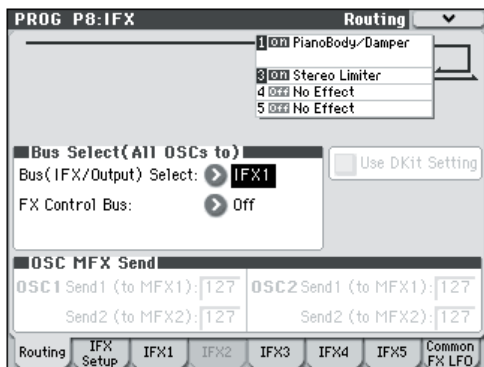 PROG P8:IFX Routing
1 On PianoBody/Damper
3 On Stereo Limiter
4 Off No Effect
5 Off No Effect
Bus Select(All OSCs to)
Bus(IFX/Output) Select: IFX1
Use DKit Setting
FX Control Bus: Off
OSC MFX Send
OSC1 Send1 (to MFX1): 127 OSC2 Send1 (to MFX1): 127
Send2 (to MFX2): 127 Send2 (to MFX2): 127
Routing IFX Setup IFX1 IFX2 IFX3 IFX4 IFX5 Common FX LFO